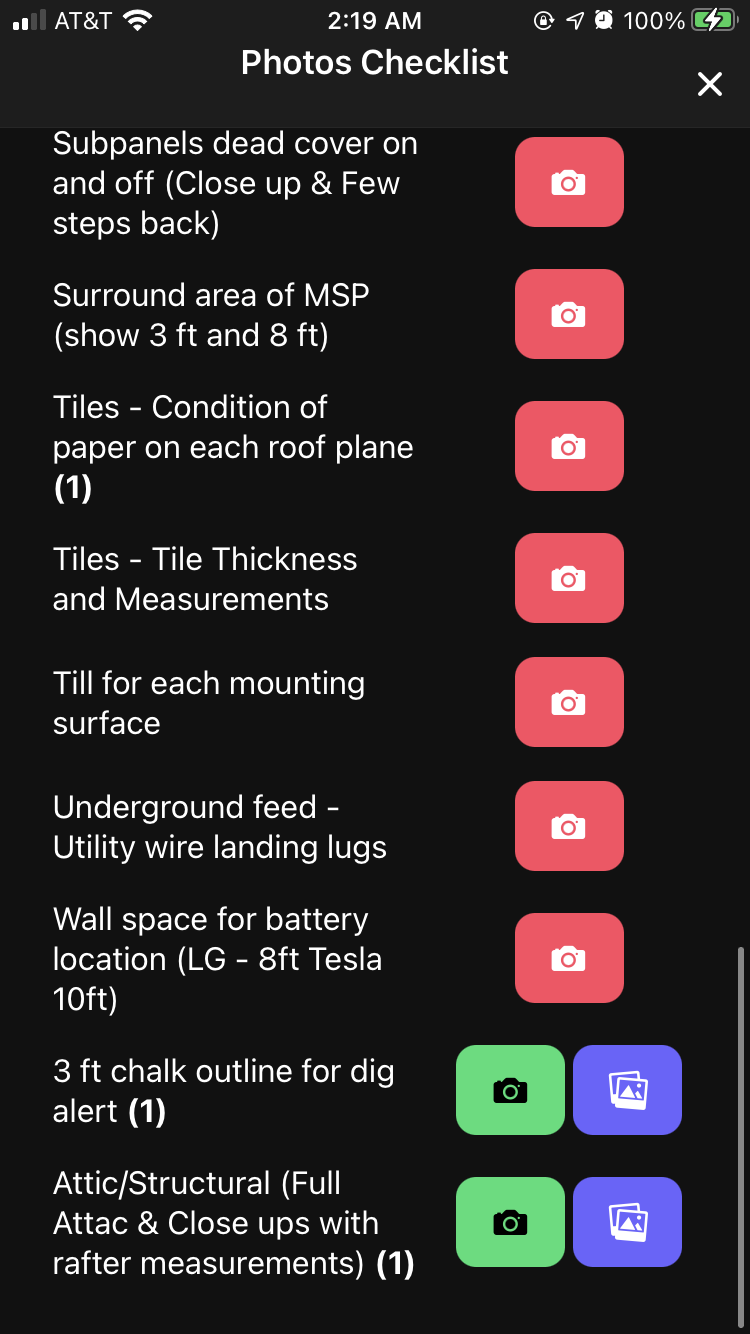 AT&T 2:19 AM 100%
Photos Checklist
Subpanels dead cover on
and off (Close up & Few
steps back)
Surround area of MSP
(show 3 ft and 8 ft)
Tiles - Condition of
paper on each roof plane
(1)
Tiles - Tile Thickness
and Measurements
Till for each mounting
surface
Underground feed -
Utility wire landing lugs
Wall space for battery
location (LG - 8ft Tesla
10ft)
3 ft chalk outline for dig
alert (1)
Attic/Structural (Full
Attac & Close ups with
rafter measurements) (1)